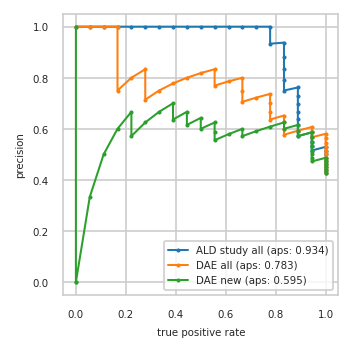 1.0
0.8
0.6
0.4
0.2
0.0
precision
ALD study all (aps: 0.934)
DAE all (aps: 0.783)
DAE new (aps: 0.595)
0.0 0.2 0.4 0.6 0.8 1.0
true positive rate